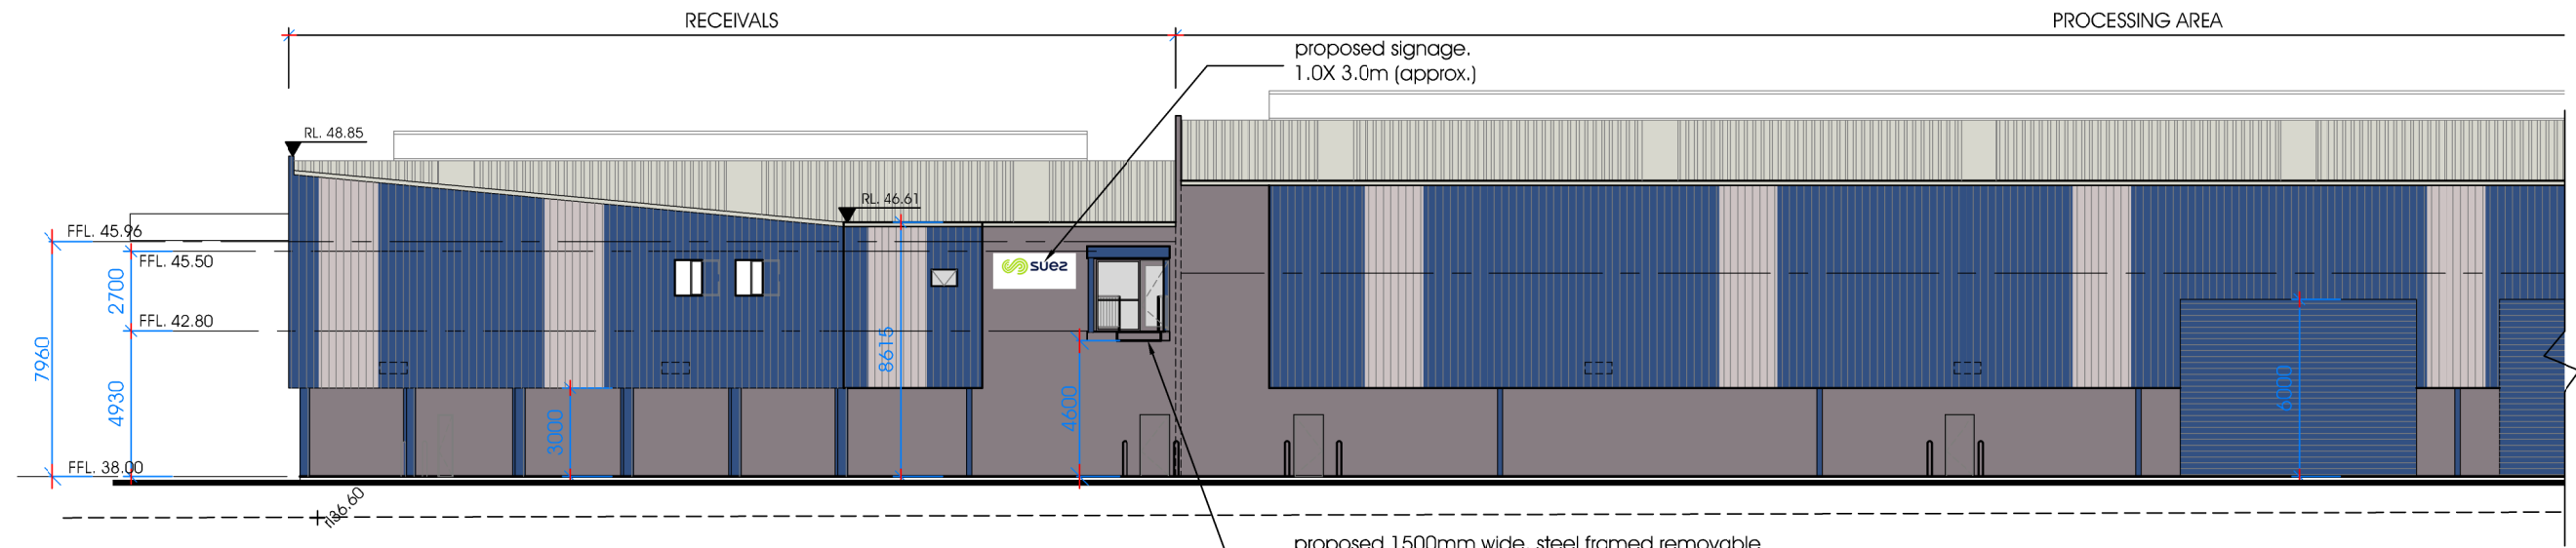 RECEIVALS
PROCESSING AREA
proposed signage.
1.0X 3.0m (approx.)
RL. 48.85
RL. 46.61
FFL. 45.96
FFL. 45.50
suez
2700
FFL. 42.80
7960
4930
8615
4600
3000
6000
FFL. 38.00
rl36.60
proposed 1500mm wide, steel framed removable